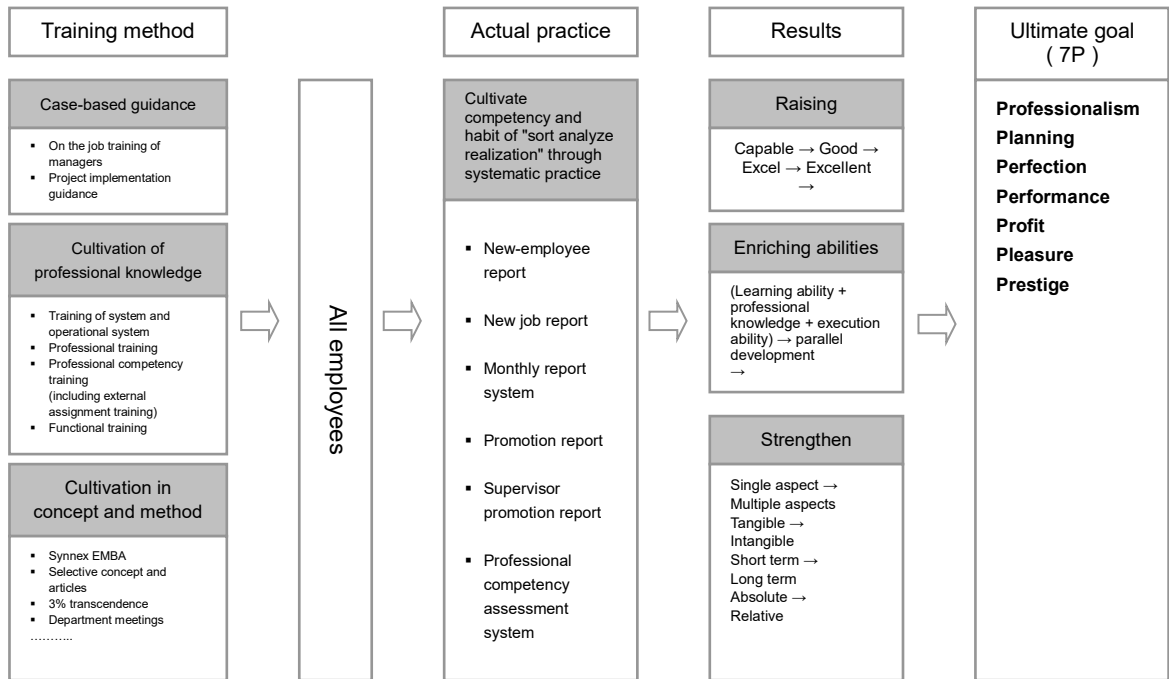 Training method
Case-based guidance
▪ On the job training of
managers
▪ Project implementation
guidance
Cultivation of
professional knowledge
▪ Training of system and
operational system
▪ Professional training
▪ Professional competency
training
(including external
assignment training)
▪ Functional training
Cultivation in
concept and method
▪ Synnex EMBA
▪ Selective concept and
articles
▪ 3% transcendence
▪ Department meetings
………..
All employees
Actual practice
Cultivate
competency and
habit of "sort analyze
realization" through
systematic practice
▪ New-employee
report
▪ New job report
▪ Monthly report
system
▪ Promotion report
▪ Supervisor
promotion report
▪ Professional
competency
assessment
system
Results
Raising
Capable → Good →
Excel → Excellent
→
Enriching abilities
(Learning ability +
professional
knowledge + execution
ability) → parallel
development
→
Strengthen
Single aspect →
Multiple aspects
Tangible →
Intangible
Short term →
Long term
Absolute →
Relative
Ultimate goal
( 7P )
Professionalism
Planning
Perfection
Performance
Profit
Pleasure
Prestige